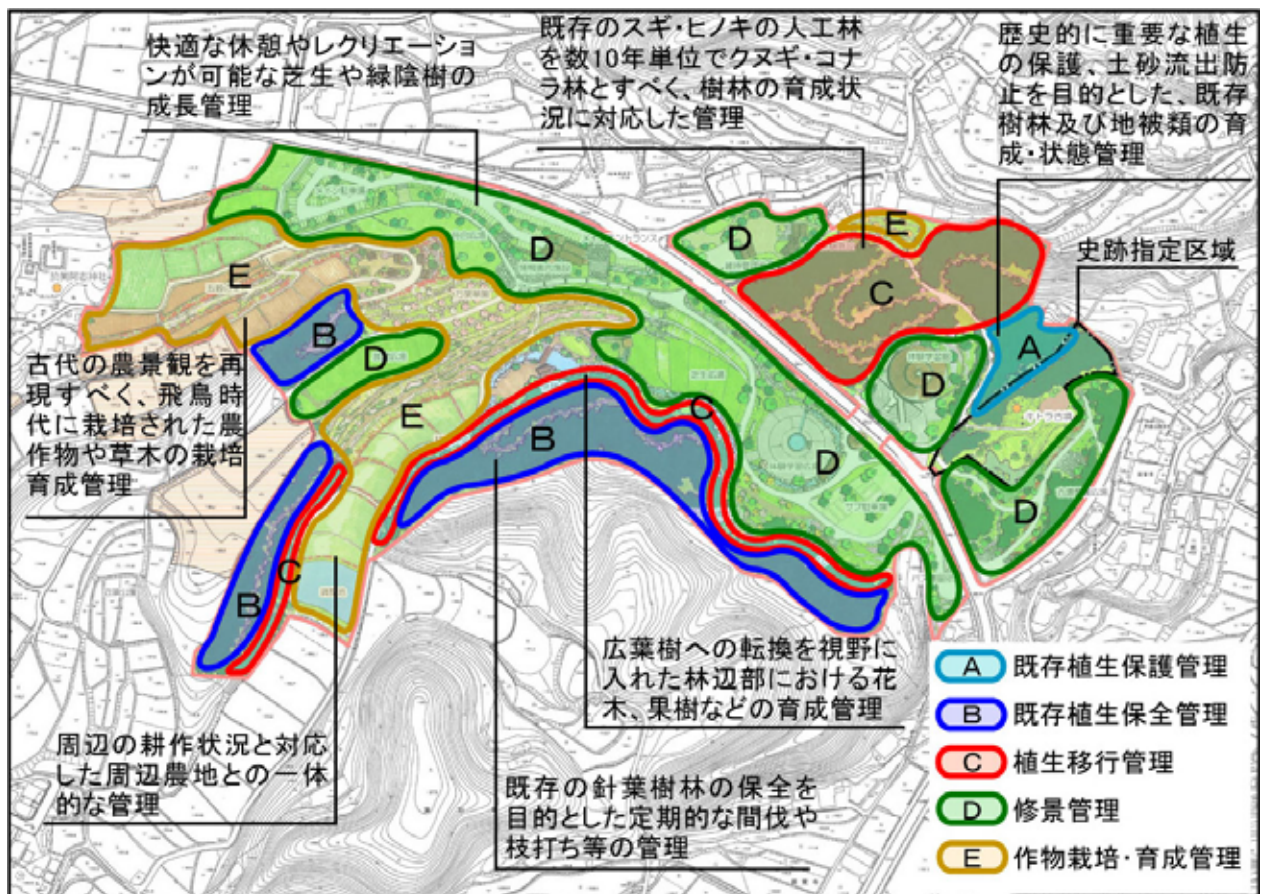 快適な休憩やレクリエーショ
ンが可能な芝生や緑陰樹の
成長管理
既存のスギ・ヒノキの人工林
を数10年単位でクヌギ・コナ
ラ林とすべく、樹林の育成状
況に対応した管理
歴史的に重要な植生
の保護、土砂流出防
止を目的とした、既存
樹林及び地被類の育
成・状態管理
史跡指定区域
D
D
E
C
A
D
D
E
B
D
E
C
B
D
C
B
古代の農景観を再
現すべく、飛鳥時
代に栽培された農
作物や草木の栽培
育成管理
広葉樹への転換を視野に
入れた林辺部における花
木、果樹などの育成管理
周辺の耕作状況と対応
した周辺農地との一体
的な管理
既存の針葉樹林の保全を
目的とした定期的な間伐や
枝打ち等の管理
A 既存植生保護管理
B 既存植生保全管理
C 植生移行管理
D 修景管理
E 作物栽培・育成管理